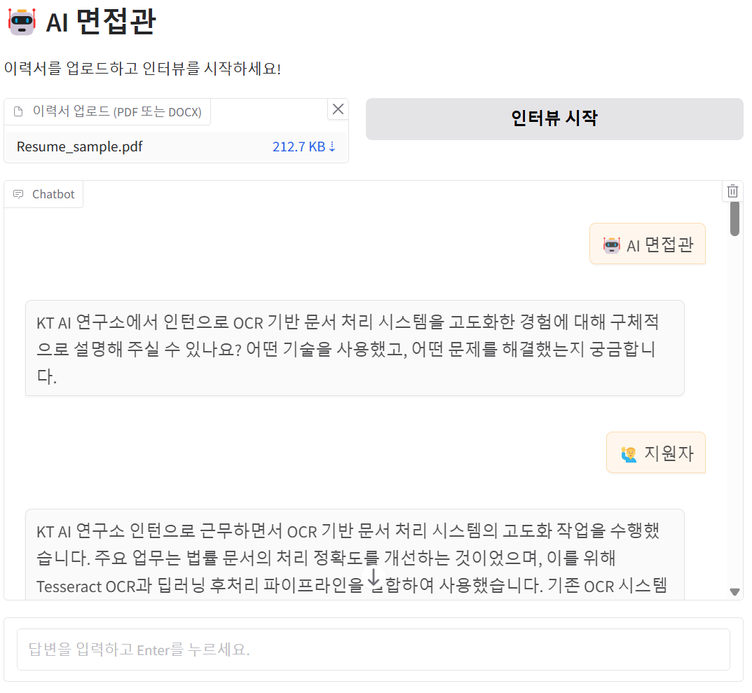 AI 면접관
이력서를 업로드하고 인터뷰를 시작하세요!
이력서 업로드 (PDF 또는 DOCX)
Resume_sample.pdf 212.7 KB ↓
인터뷰 시작
Chatbot
AI 면접관
KT AI 연구소에서 인턴으로 OCR 기반 문서 처리 시스템을 고도화한 경험에 대해 구체적
으로 설명해 주실 수 있나요? 어떤 기술을 사용했고, 어떤 문제를 해결했는지 궁금합니
다.
지원자
KT AI 연구소 인턴으로 근무하면서 OCR 기반 문서 처리 시스템의 고도화 작업을 수행했
습니다. 주요 업무는 법률 문서의 처리 정확도를 개선하는 것이었으며, 이를 위해
Tesseract OCR과 딥러닝 후처리 파이프라인을 사용했습니다. 기존 OCR 시스템
답변을 입력하고 Enter를 누르세요.